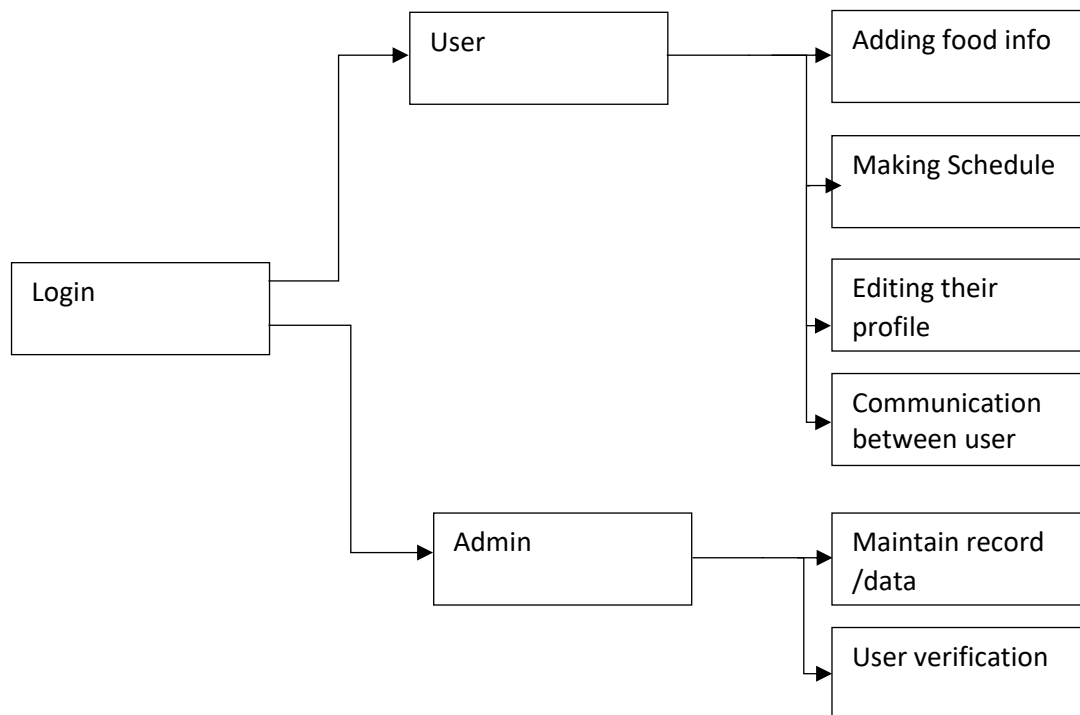 User
Adding food info
Making Schedule
Login
Editing their
profile
Communication
between user
Admin
Maintain record
/data
User verification